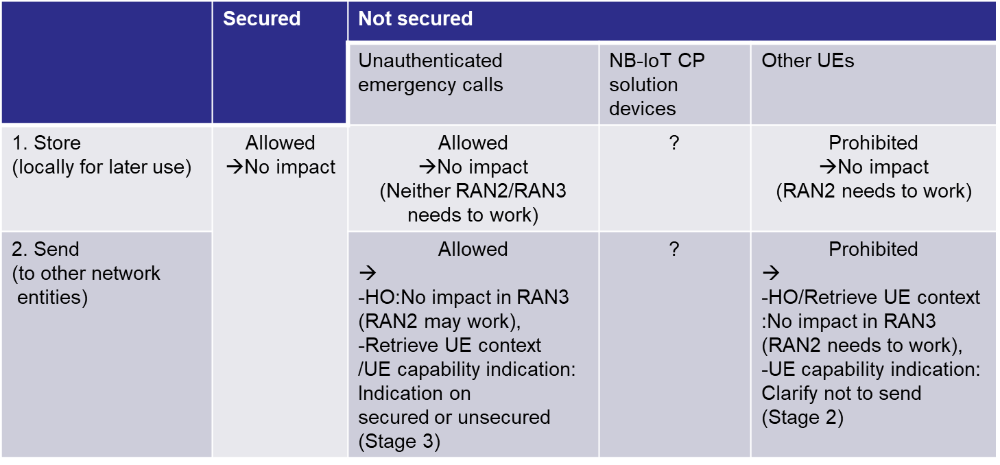 Secured
Not secured
Unauthenticated
emergency calls
NB-IoT CP
solution
devices
Other UEs
1. Store
(locally for later use)
Allowed
→No impact
Allowed
→No impact
(Neither RAN2/RAN3
needs to work)
?
Prohibited
→No impact
(RAN2 needs to work)
2. Send
(to other network
entities)
Allowed
→
-HO:No impact in RAN3
(RAN2 may work),
-Retrieve UE context
/UE capability indication:
Indication on
secured or unsecured
(Stage 3)
?
Prohibited
→
-HO/Retrieve UE context
:No impact in RAN3
(RAN2 needs to work),
-UE capability indication:
Clarify not to send
(Stage 2)